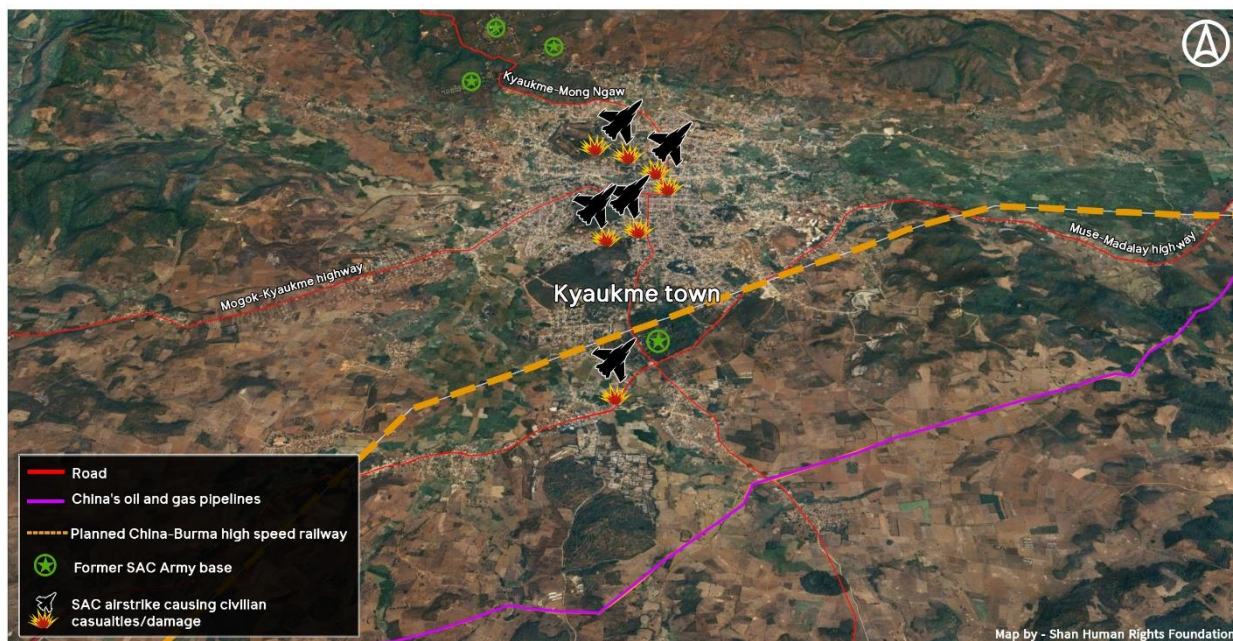 Kyaukme-Mong Ngaw
Muse-Madalay highway
Mogok-Kyaukme highway
Kyaukme town
Road
China's oil and gas pipelines
Planned China-Burma high speed railway
Former SAC Army base
SAC airstrike causing civilian
casualties/damage
Map by - Shan Human Rights Foundation